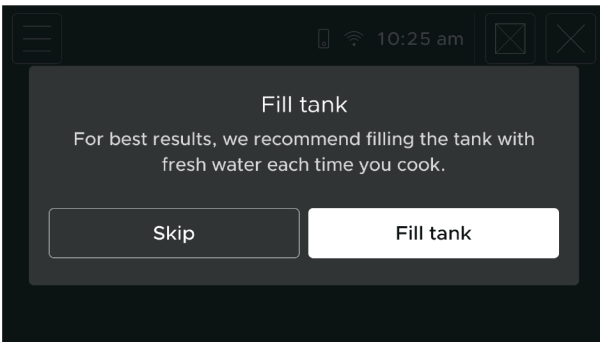 10:25 am
Fill tank
For best results, we recommend filling the tank with
fresh water each time you cook.
Skip
Fill tank